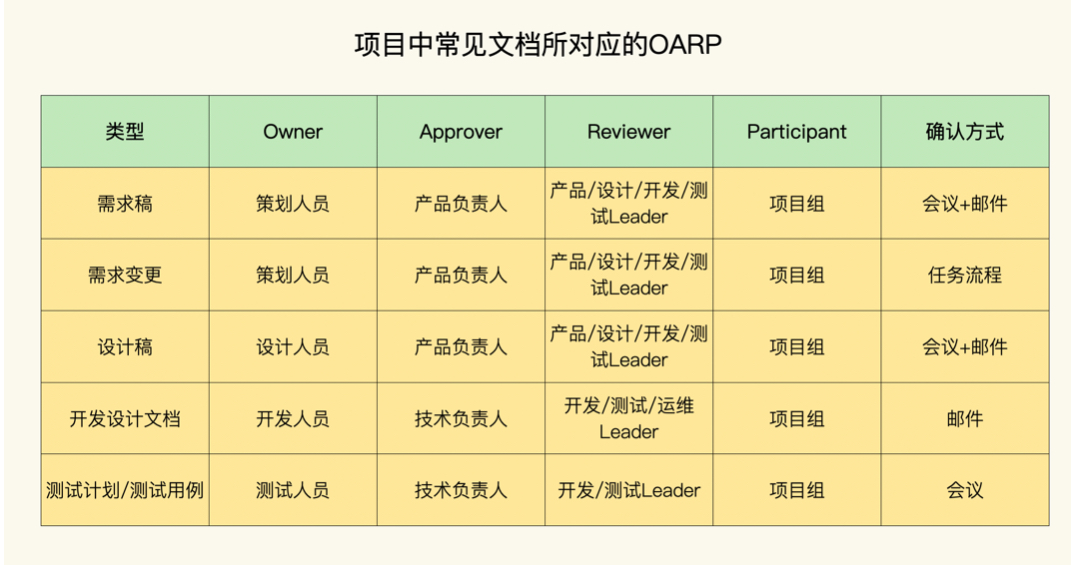 项目中常见文档所对应的OARP
类型 Owner Approver Reviewer Participant 确认方式
需求稿 策划人员 产品负责人 产品/设计/开发/测 项目组 会议+邮件
试Leader
需求变更 策划人员 产品负责人 产品/设计/开发/测 项目组 任务流程
试Leader
设计稿 设计人员 产品负责人 产品/设计/开发/测 项目组 会议+邮件
试Leader
开发设计文档 开发人员 技术负责人 开发/测试/运维 项目组 邮件
Leader
测试计划/测试用例 测试人员 技术负责人 开发/测试Leader 项目组 会议